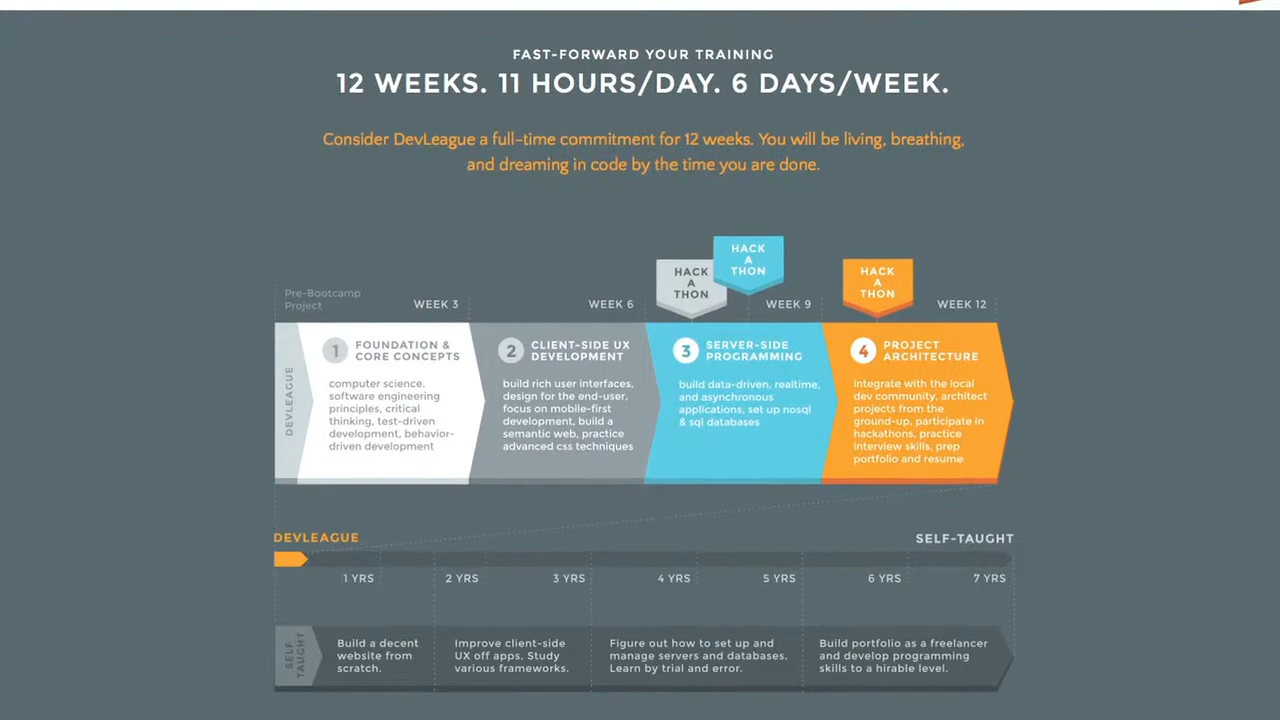 FAST-FORWARD YOUR TRAINING
12 WEEKS. 11 HOURS/DAY. 6 DAYS/WEEK.
Consider DevLeague a full-time commitment for 12 weeks. You will be living, breathing,
and dreaming in code by the time you are done.
HACK
A
THON
HACK
A
THON
HACK
A
THON
Pre-Bootcamp
Project
WEEK 3
WEEK 6
WEEK 9
WEEK 12
DEVLEAGUE
1 FOUNDATION &
CORE CONCEPTS
computer science,
software engineering
principles, critical
thinking, test-driven
development, behavior-
driven development
2 CLIENT-SIDE UX
DEVELOPMENT
build rich user interfaces,
design for the end-user,
focus on mobile-first
development, build a
semantic web, practice
advanced css techniques
3 SERVER-SIDE
PROGRAMMING
build data-driven, realtime,
and asynchronous
applications, set up nosql
& sql databases
4 PROJECT
ARCHITECTURE
integrate with the local
dev community, architect
projects from the
ground-up, participate in
hackathons, practice
interview skills, prep
portfolio and resume
DEVLEAGUE
SELF-TAUGHT
1 YRS
2 YRS
3 YRS
4 YRS
5 YRS
6 YRS
7 YRS
SELF
TAUGHT
Build a decent
website from
scratch.
Improve client-side
UX off apps. Study
various frameworks.
Figure out how to set up and
manage servers and databases.
Learn by trial and error.
Build portfolio as a freelancer
and develop programming
skills to a hirable level.